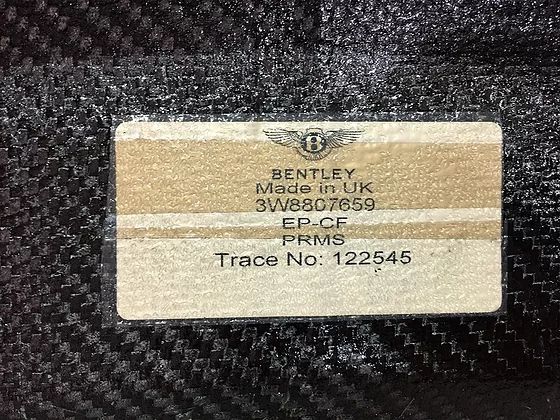 B
BENTLEY
Made in UK
3W8807659
EP-CF
PRMS
Trace No: 122545